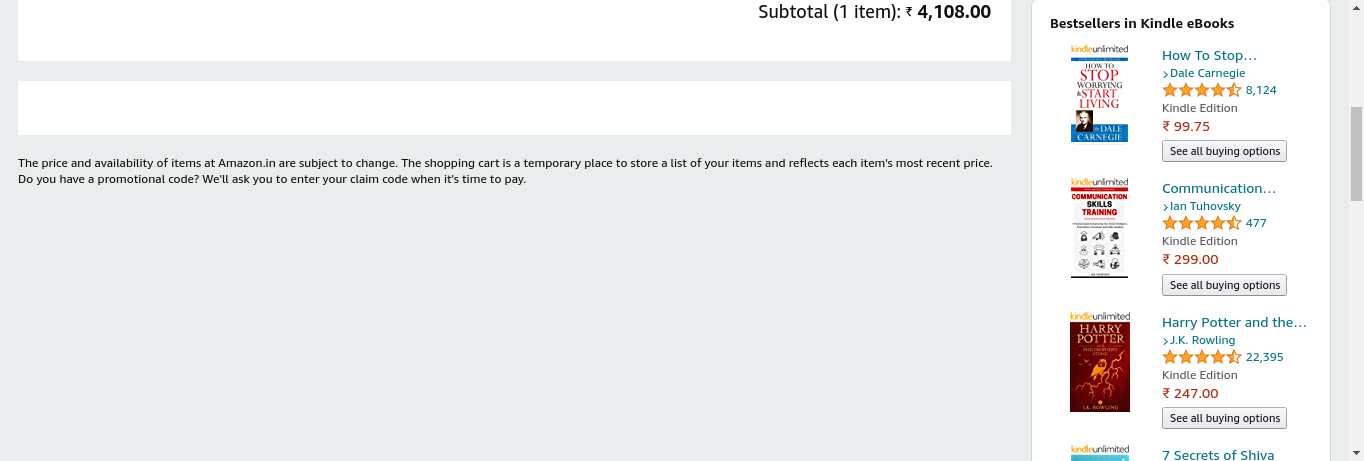 Subtotal (1 item): ₹ 4,108.00
The price and availability of items at Amazon.in are subject to change. The shopping cart is a temporary place to store a list of your items and reflects each item's most recent price.
Do you have a promotional code? We'll ask you to enter your claim code when it's time to pay.
Bestsellers in Kindle eBooks
kindleunlimited
HOW TO
STOP
WORRYING
& START
LIVING
DALE
CARNEGIE
How To Stop…
› Dale Carnegie
8,124
Kindle Edition
₹ 99.75
See all buying options
kindleunlimited
COMMUNICATION
SKILLS
TRAINING
Communication…
› Ian Tuhovsky
477
Kindle Edition
₹ 299.00
See all buying options
kindleunlimited
HARRY
POTTER
J.K. ROWLING
Harry Potter and the…
› J.K. Rowling
22,395
Kindle Edition
₹ 247.00
See all buying options
kindleunlimited
7 Secrets of Shiva